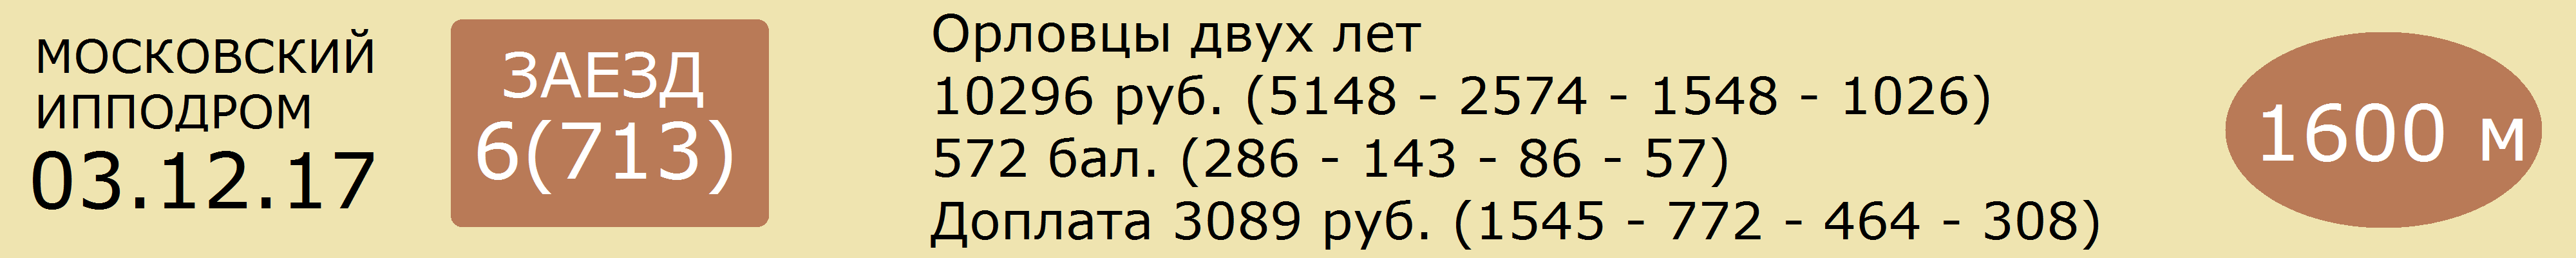 МОСКОВСКИЙ
ИППОДРОМ
03.12.17
ЗАЕЗД
6(713)
Орловцы двух лет
10296 руб. (5148 - 2574 - 1548 - 1026)
572 бал. (286 - 143 - 86 - 57)
Доплата 3089 руб. (1545 - 772 - 464 - 308)
1600 м